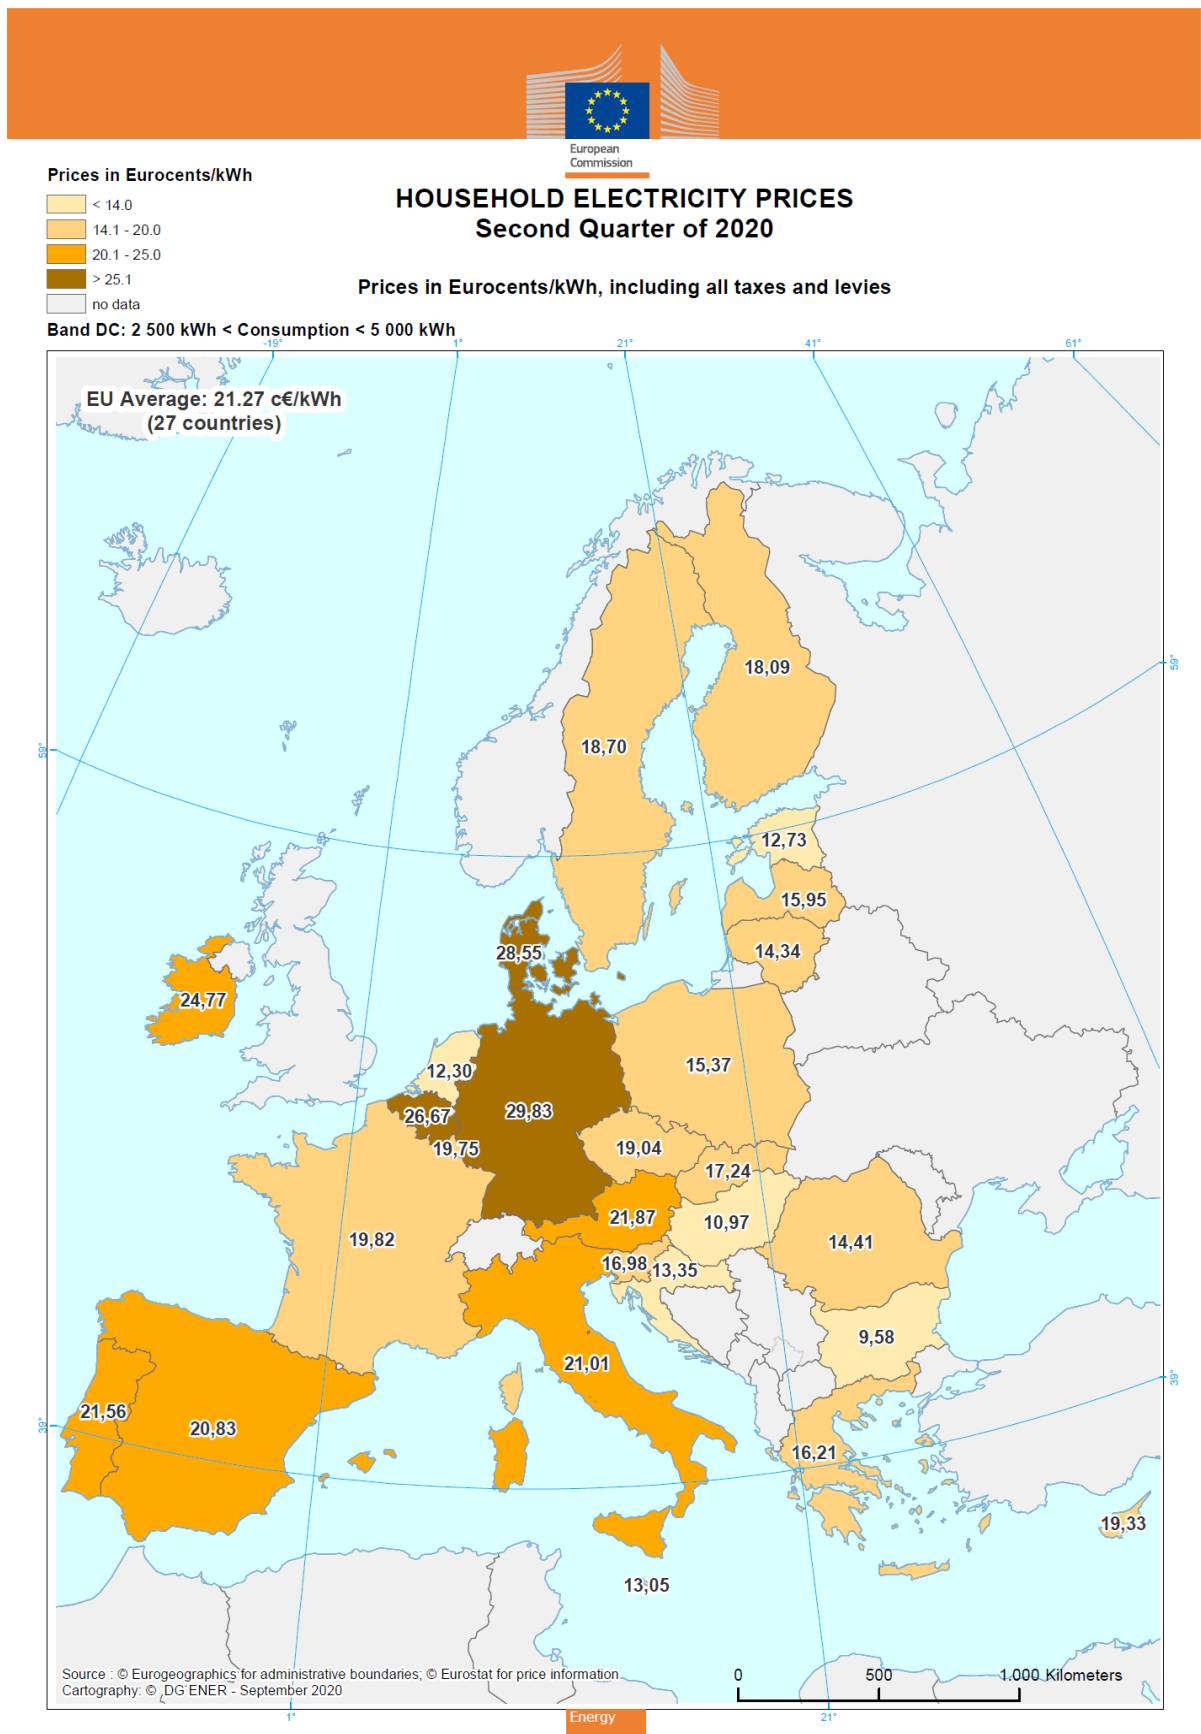 European
Commission
Prices in Eurocents/kWh
< 14.0
14.1 - 20.0
20.1 - 25.0
> 25.1
no data
HOUSEHOLD ELECTRICITY PRICES
Second Quarter of 2020
Prices in Eurocents/kWh, including all taxes and levies
Band DC: 2 500 kWh < Consumption < 5 000 kWh
-19°
1°
21°
41°
61°
EU Average: 21.27 c€/kWh
(27 countries)
18,09
59°
18,70
59°
12,73
15,95
14,34
28,55
24,77
15,37
12,30
29,83
26,67
19,75
19,04
17,24
21,87
10,97
19,82
14,41
16,98
13,35
9,58
21,01
39°
21,56
20,83
39°
16,21
19,33
13,05
Source : © Eurogeographics for administrative boundaries; © Eurostat for price information
Cartography: © DG ENER - September 2020
0
500
1.000 Kilometers
1°
21°
Energy